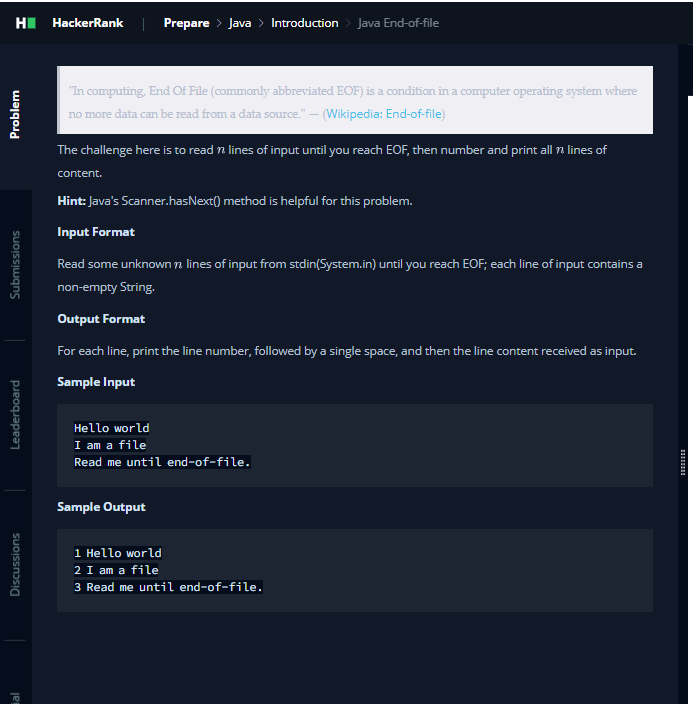 HackerRank | Prepare > Java > Introduction > Java End-of-file
Problem
Submissions
Leaderboard
Discussions
"In computing, End Of File (commonly abbreviated EOF) is a condition in a computer operating system where
no more data can be read from a data source." — (Wikipedia: End-of-file)
The challenge here is to read n lines of input until you reach EOF, then number and print all n lines of
content.
Hint: Java's Scanner.hasNext() method is helpful for this problem.
Input Format
Read some unknown n lines of input from stdin(System.in) until you reach EOF; each line of input contains a
non-empty String.
Output Format
For each line, print the line number, followed by a single space, and then the line content received as input.
Sample Input
Hello world
I am a file
Read me until end-of-file.
Sample Output
1 Hello world
2 I am a file
3 Read me until end-of-file.